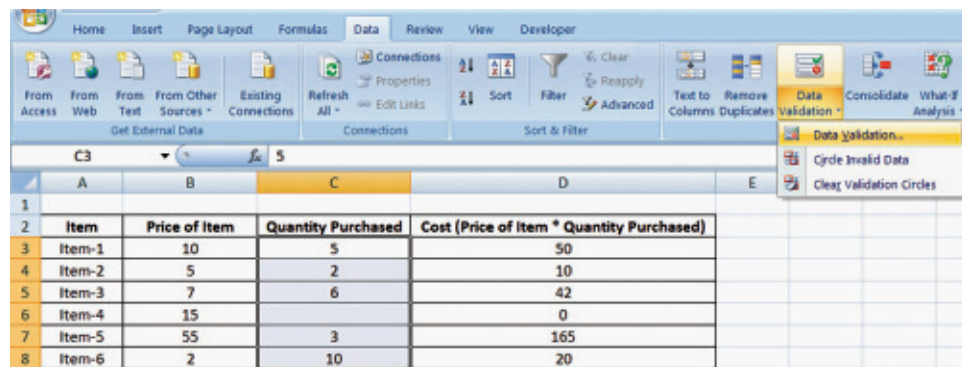 Home Insert Page Layout Formulas Data Review View Developer
From Access
From Web
From Text
From Other Sources
Existing Connections
Refresh All
Connections
Properties
Edit Links
Sort
Filter
Clear
Reapply
Advanced
Text to Columns
Remove Duplicates
Data Validation
Consolidate
What-If Analysis
Get External Data Connections Sort & Filter
Data Validation...
Circle Invalid Data
Clear Validation Circles
C3 fx 5
A B C D E
1
2 Item Price of Item Quantity Purchased Cost (Price of Item * Quantity Purchased)
3 Item-1 10 5 50
4 Item-2 5 2 10
5 Item-3 7 6 42
6 Item-4 15 0
7 Item-5 55 3 165
8 Item-6 2 10 20